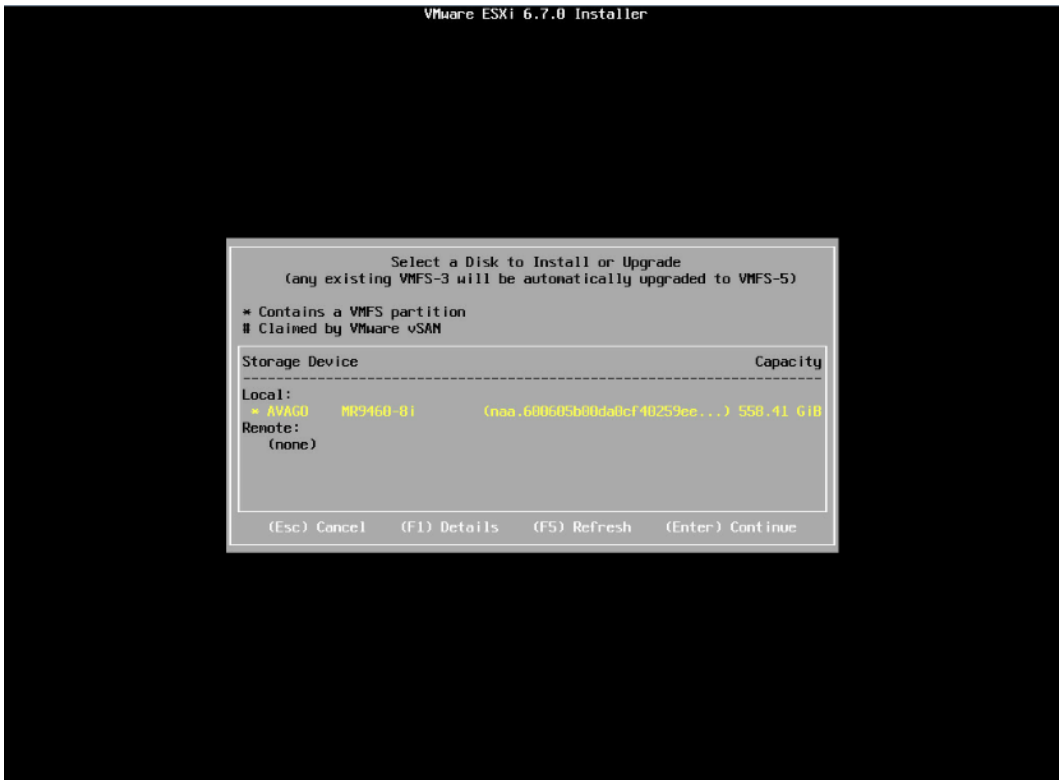 VMware ESXi 6.7.0 Installer
Select a Disk to Install or Upgrade
(any existing VMFS-3 will be automatically upgraded to VMFS-5)
* Contains a VMFS partition
# Claimed by VMware vSAN
Storage Device Capacity
Local:
* AVAGO MR9460-8i (naa.600605b00da0cf40259ee...) 558.41 GiB
Remote:
(none)
(Esc) Cancel (F1) Details (F5) Refresh (Enter) Continue